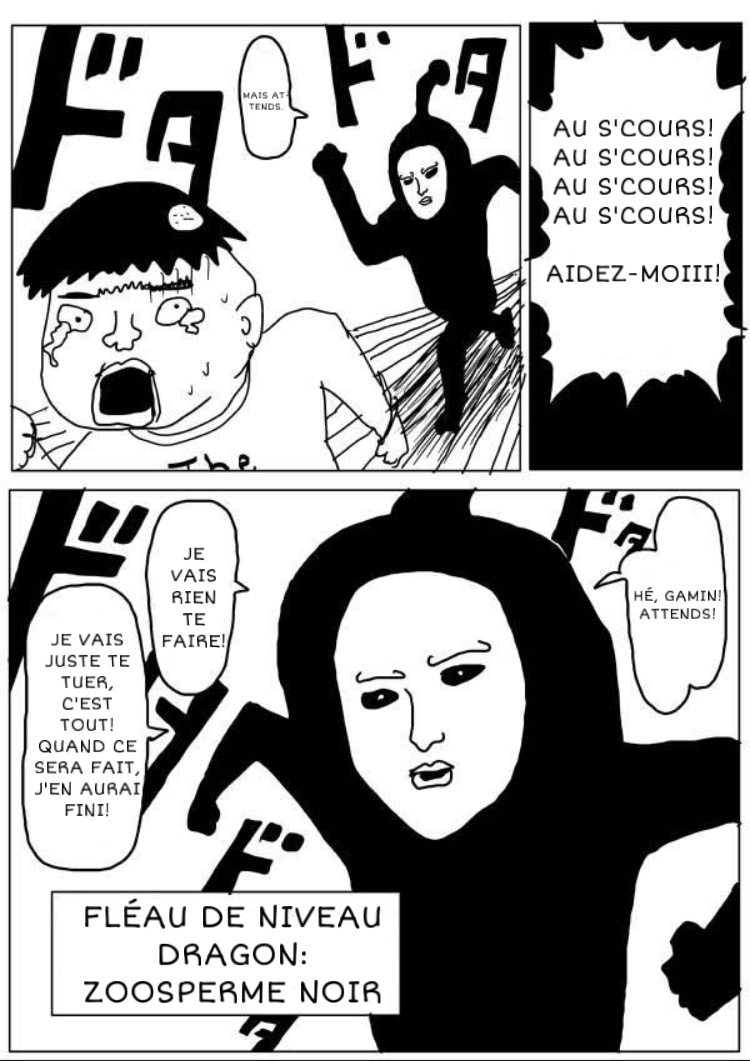 AU S'COURS!
AU S'COURS!
AU S'COURS!
AU S'COURS!
AIDEZ-MOIII!
ドタ
MAIS AT-
TENDS.
ドタ
The
ドタ
HÉ, GAMIN!
ATTENDS!
JE
VAIS
RIEN
TE
FAIRE!
ドタ
JE VAIS
JUSTE TE
TUER,
C'EST
TOUT!
QUAND CE
SERA FAIT,
J'EN AURAI
FINI!
ドタ
FLÉAU DE NIVEAU
DRAGON:
ZOOSPERME NOIR